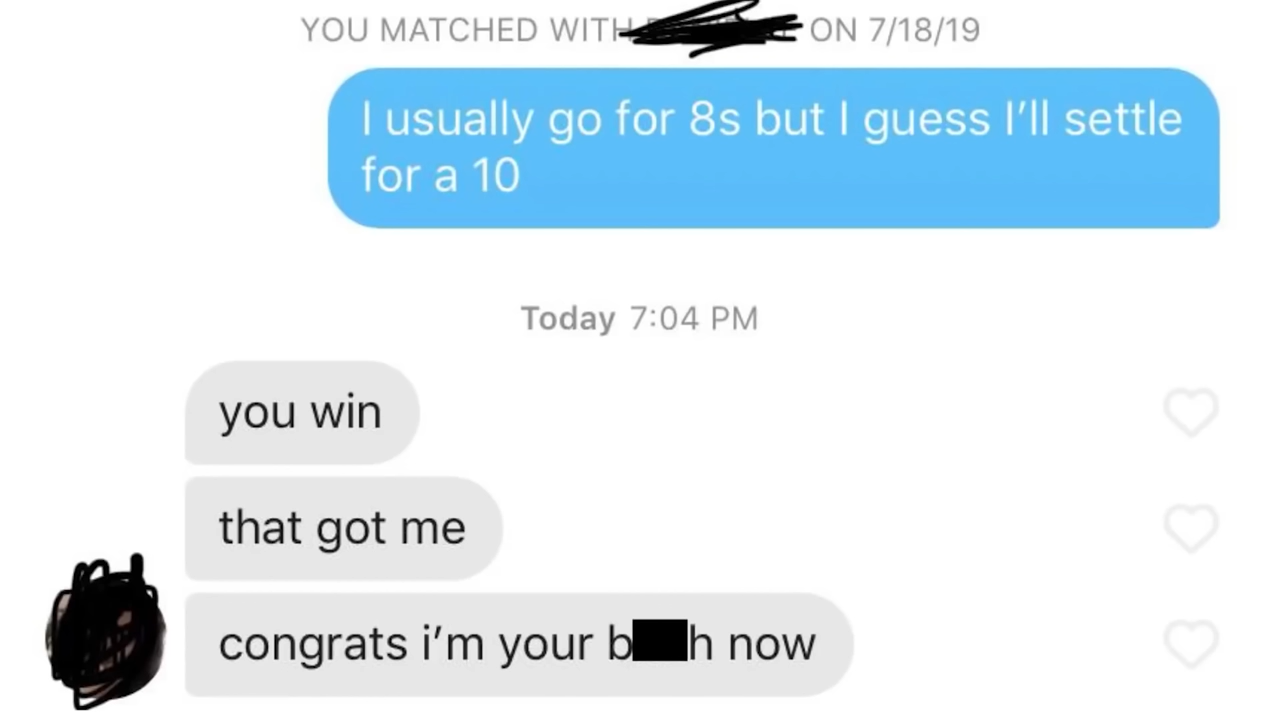 YOU MATCHED WITH ON 7/18/19
I usually go for 8s but I guess I'll settle
for a 10
Today 7:04 PM
you win
that got me
congrats i'm your b h now